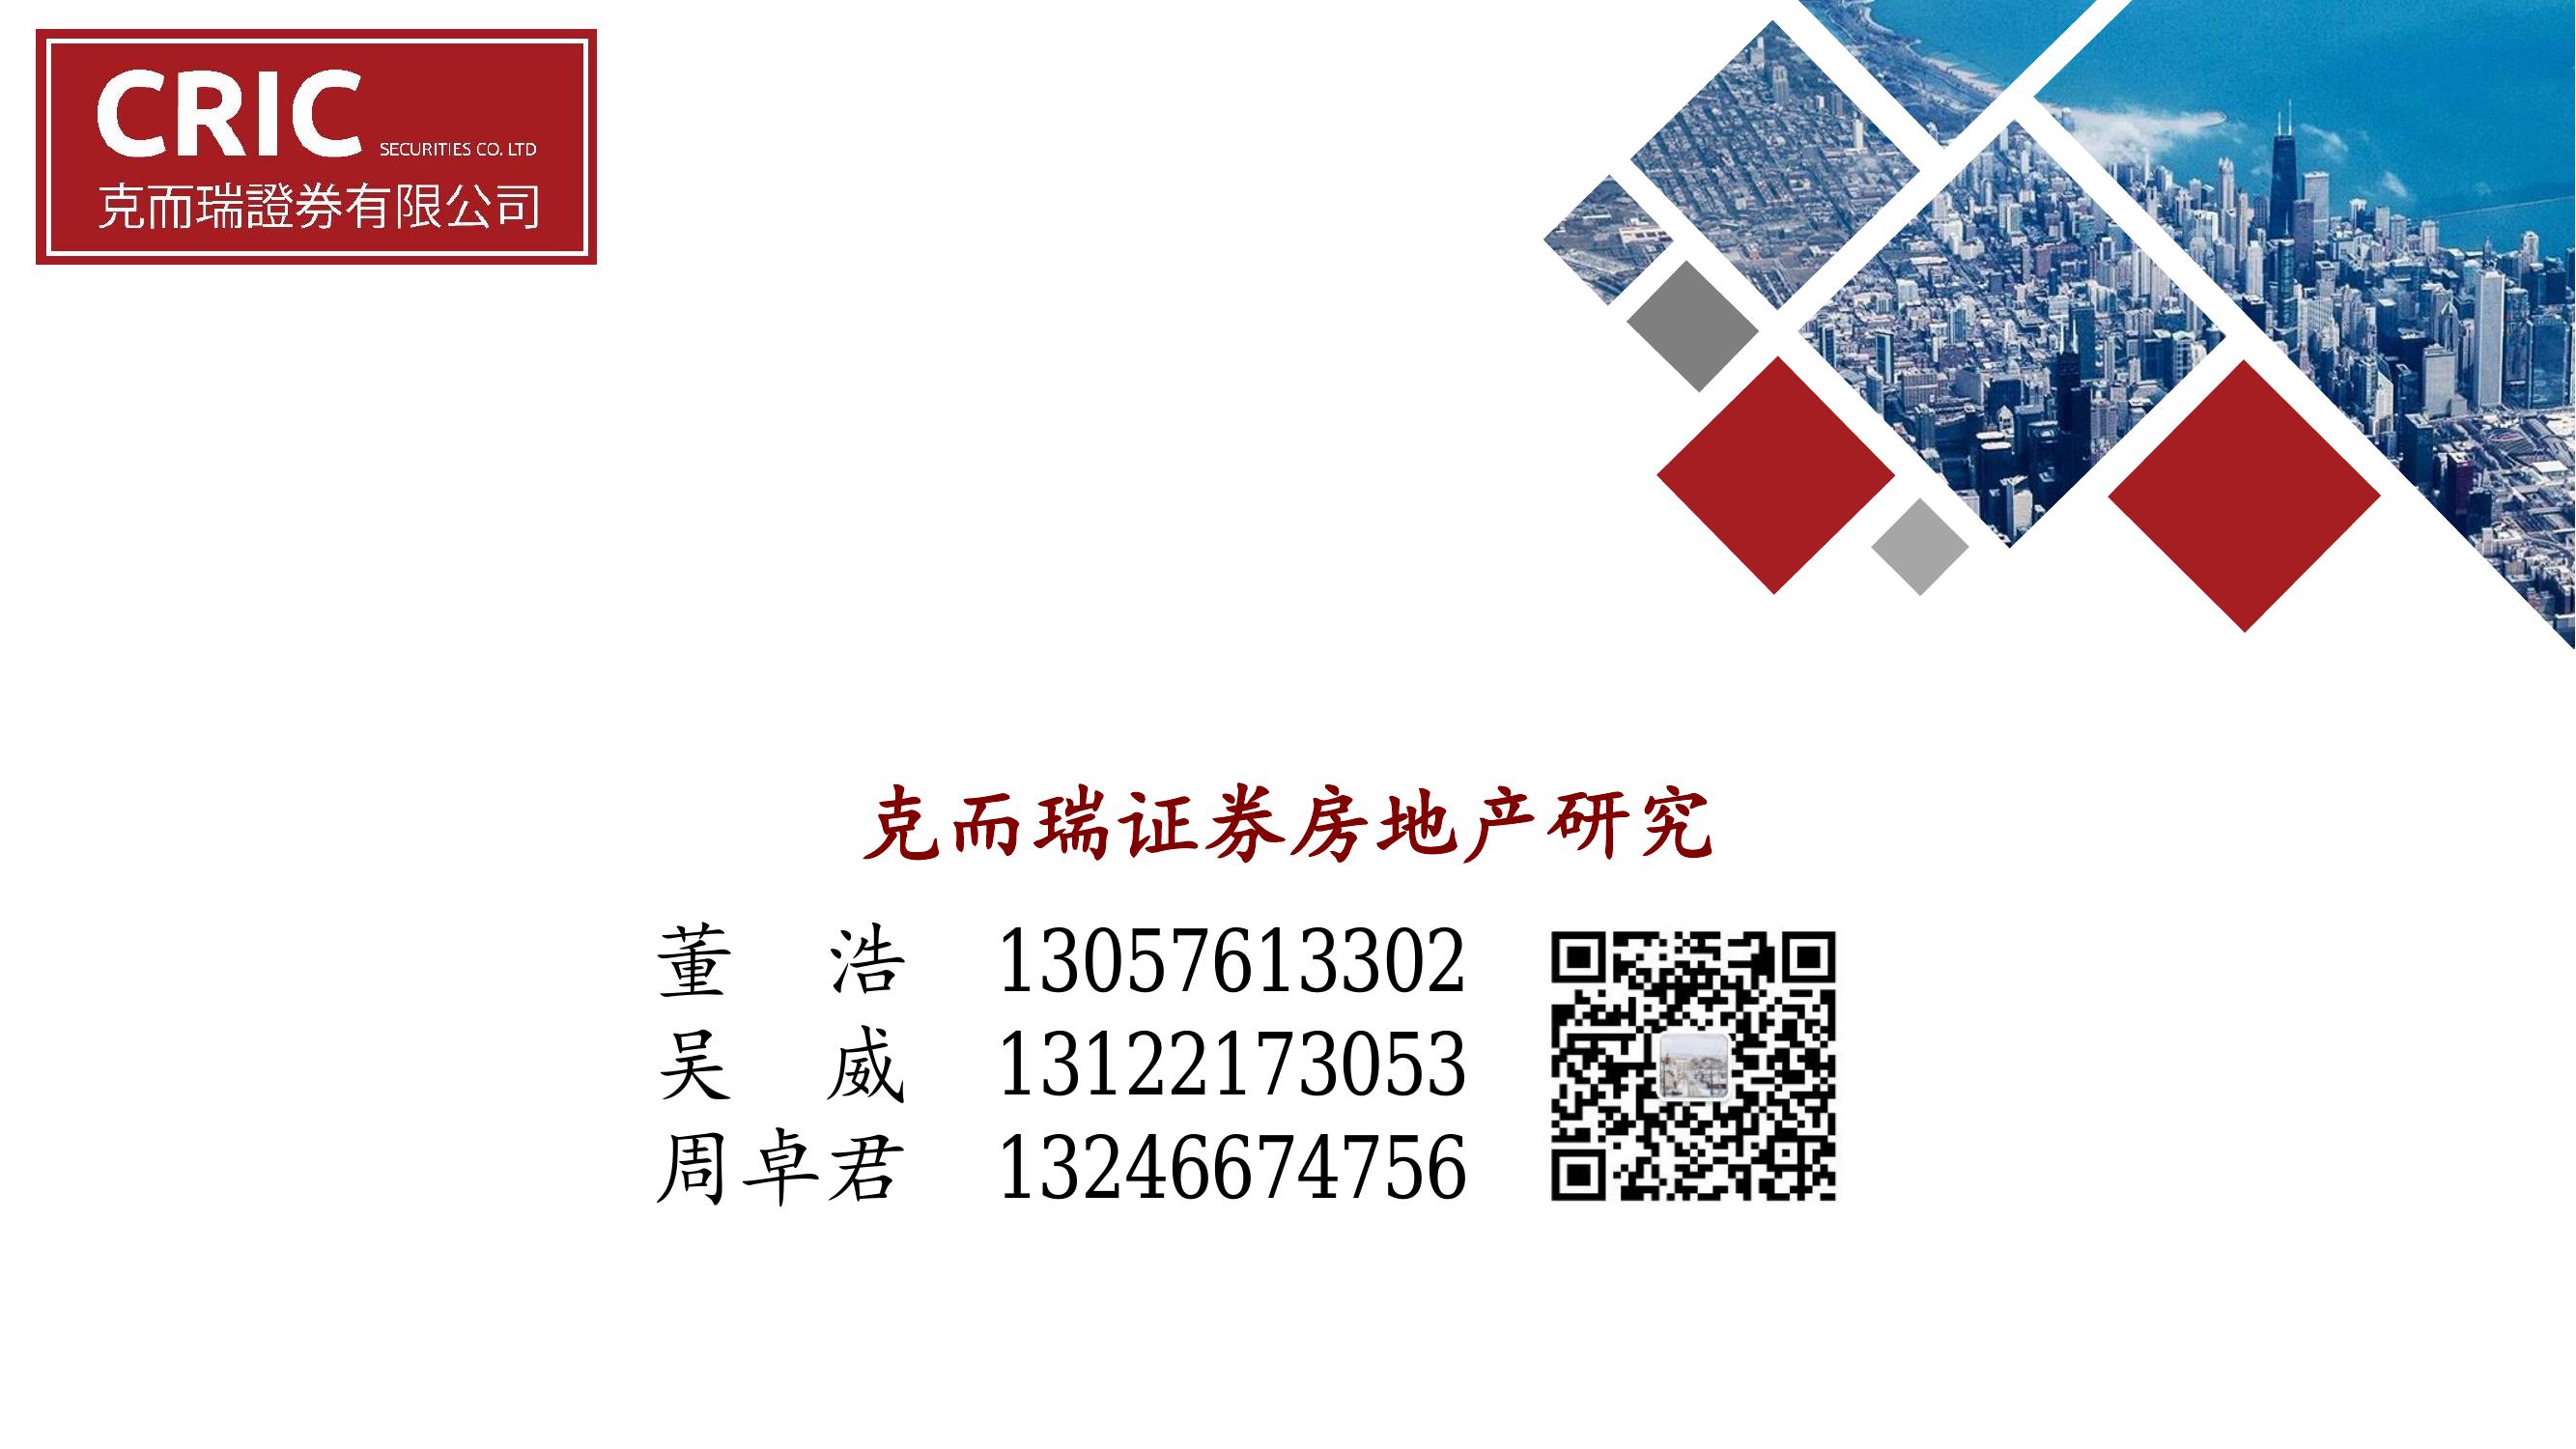 CRIC SECURITIES CO. LTD
克而瑞證券有限公司
克而瑞证券房地产研究
董　浩　13057613302
吴　威　13122173053
周卓君　13246674756